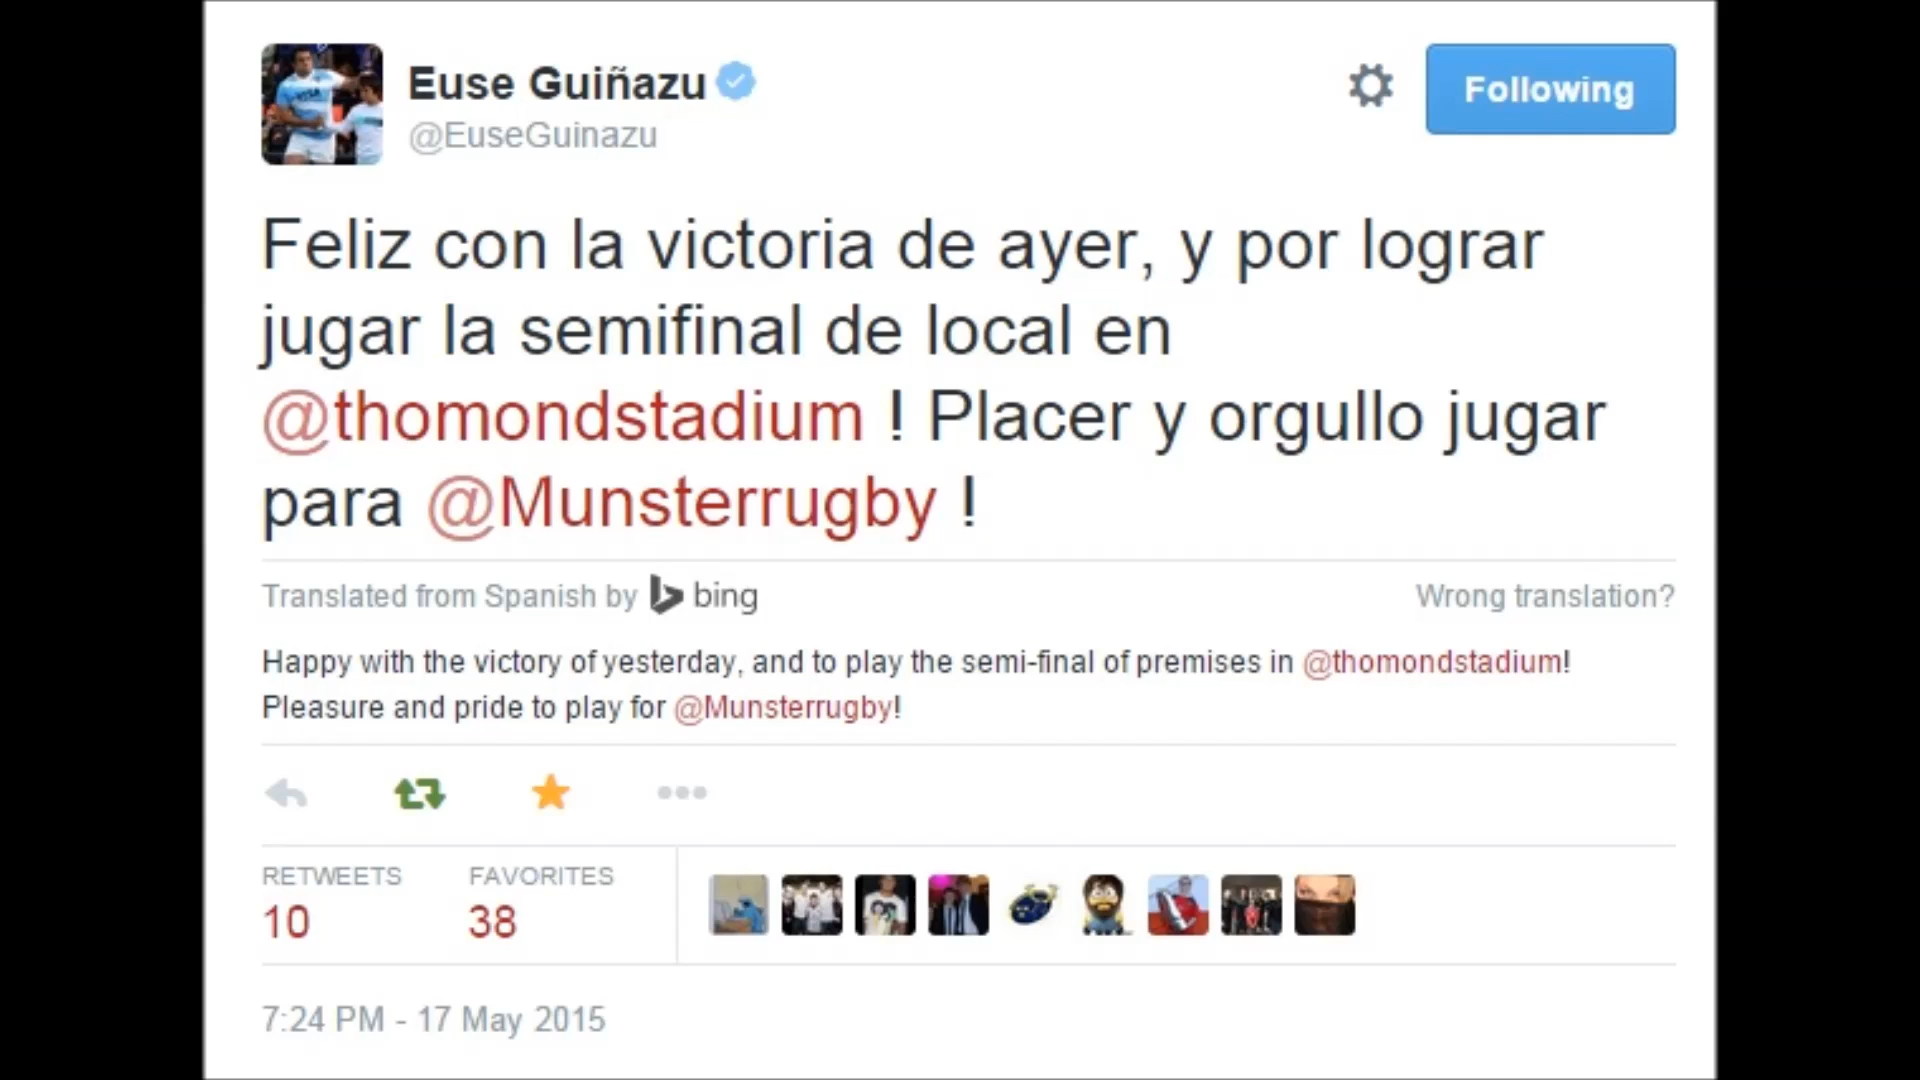 Euse Guiñazu
@EuseGuinazu
Following
Feliz con la victoria de ayer, y por lograr
jugar la semifinal de local en
@thomondstadium ! Placer y orgullo jugar
para @Munsterrugby !
Translated from Spanish by bing
Wrong translation?
Happy with the victory of yesterday, and to play the semi-final of premises in @thomondstadium!
Pleasure and pride to play for @Munsterrugby!
RETWEETS FAVORITES
10 38
7:24 PM - 17 May 2015